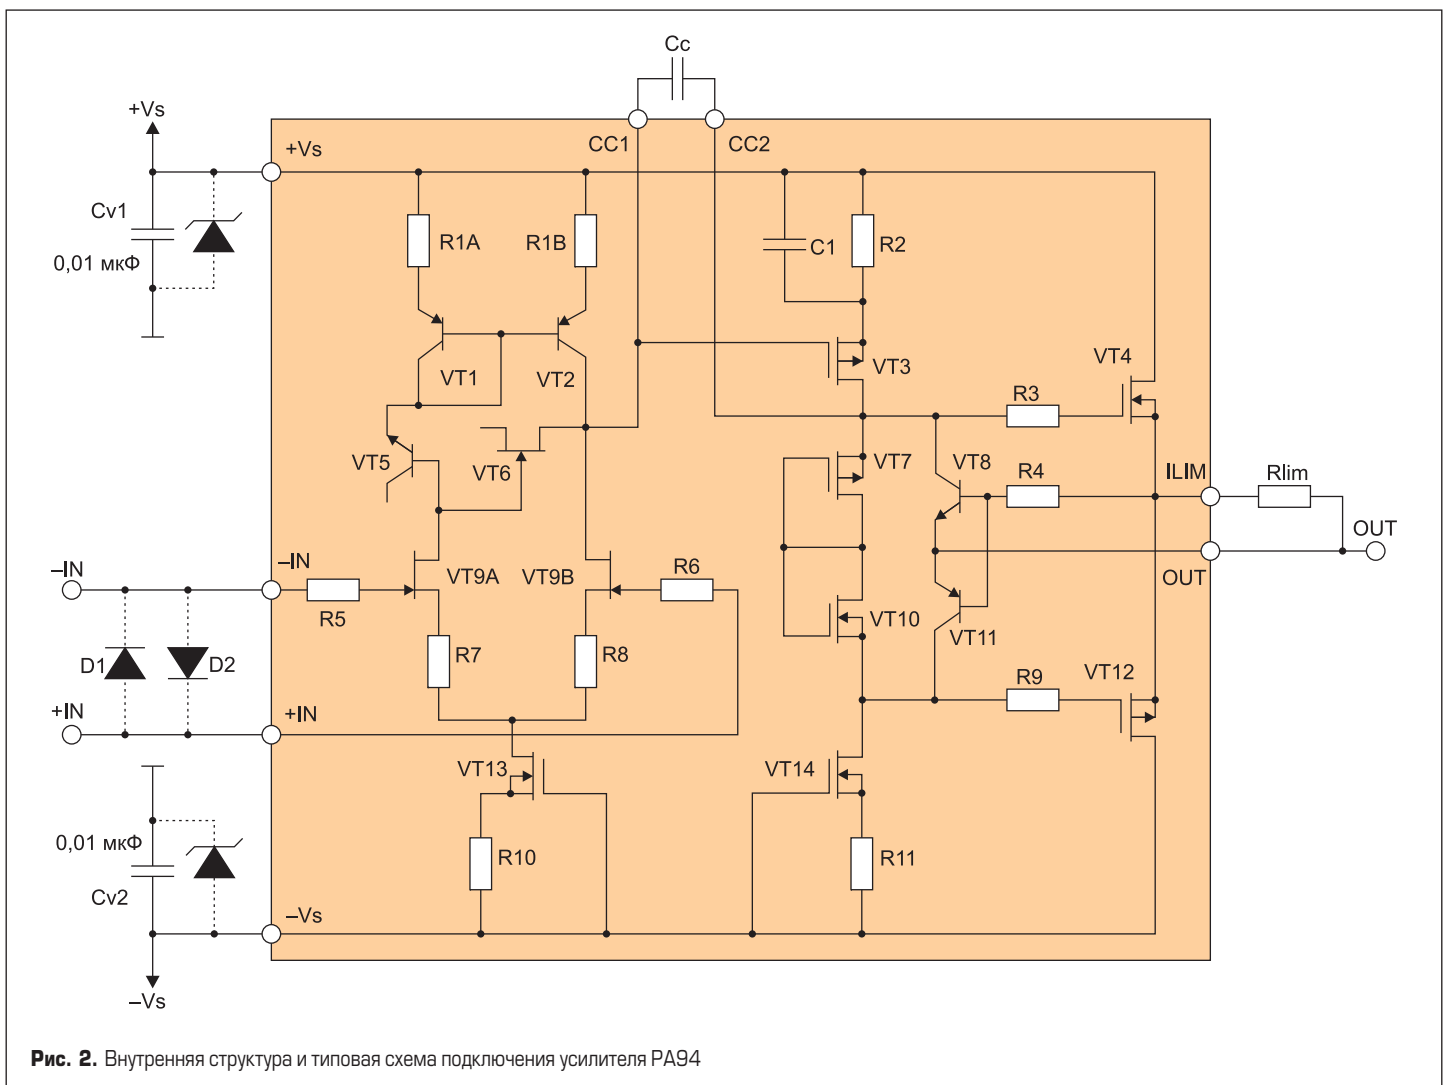 Cc
+Vs
CC1
CC2
+Vs
Cv1
0,01 мкФ
R1A
R1B
C1
R2
VT1
VT2
VT3
VT4
R3
VT5
VT6
VT7
VT8
R4
ILIM
Rlim
OUT
OUT
–IN
–IN
R5
VT9A
VT9B
R6
VT10
VT11
D1
D2
R7
R8
R9
VT12
+IN
+IN
VT13
VT14
0,01 мкФ
Cv2
R10
R11
–Vs
–Vs
Рис. 2. Внутренняя структура и типовая схема подключения усилителя PA94